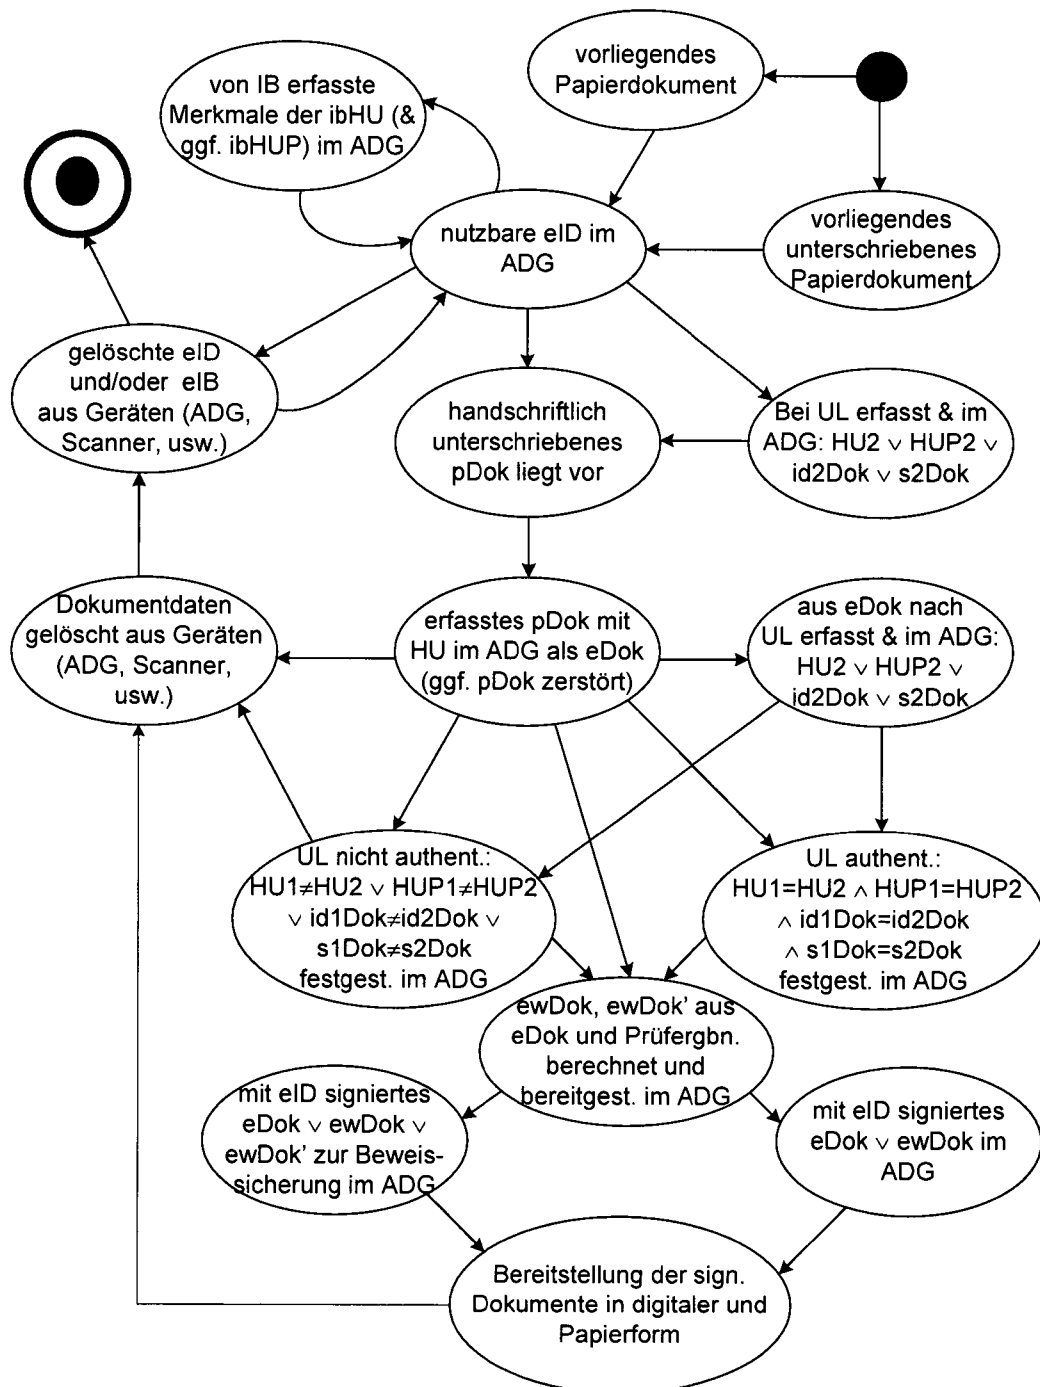 vorliegendes
Papierdokument
von IB erfasste
Merkmale der ibHU (&
ggf. ibHUP) im ADG
nutzbare eID im
ADG
vorliegendes
unterschriebenes
Papierdokument
gelöschte eID
und/oder eIB
aus Geräten (ADG,
Scanner, usw.)
handschriftlich
unterschriebenes
pDok liegt vor
Bei UL erfasst & im
ADG: HU2 ∨ HUP2 ∨
id2Dok ∨ s2Dok
Dokumentdaten
gelöscht aus Geräten
(ADG, Scanner,
usw.)
erfasstes pDok mit
HU im ADG als eDok
(ggf. pDok zerstört)
aus eDok nach
UL erfasst & im ADG:
HU2 ∨ HUP2 ∨
id2Dok ∨ s2Dok
UL nicht authent.:
HU1≠HU2 ∨ HUP1≠HUP2
∨ id1Dok≠id2Dok ∨
s1Dok≠s2Dok
festgest. im ADG
UL authent.:
HU1=HU2 ∧ HUP1=HUP2
∧ id1Dok=id2Dok
∧ s1Dok=s2Dok
festgest. im ADG
ewDok, ewDok' aus
eDok und Prüfergbn.
berechnet und
bereitgest. im ADG
mit eID signiertes
eDok ∨ ewDok ∨
ewDok' zur Beweis-
sicherung im ADG
mit eID signiertes
eDok ∨ ewDok im
ADG
Bereitstellung der sign.
Dokumente in digitaler und
Papierform